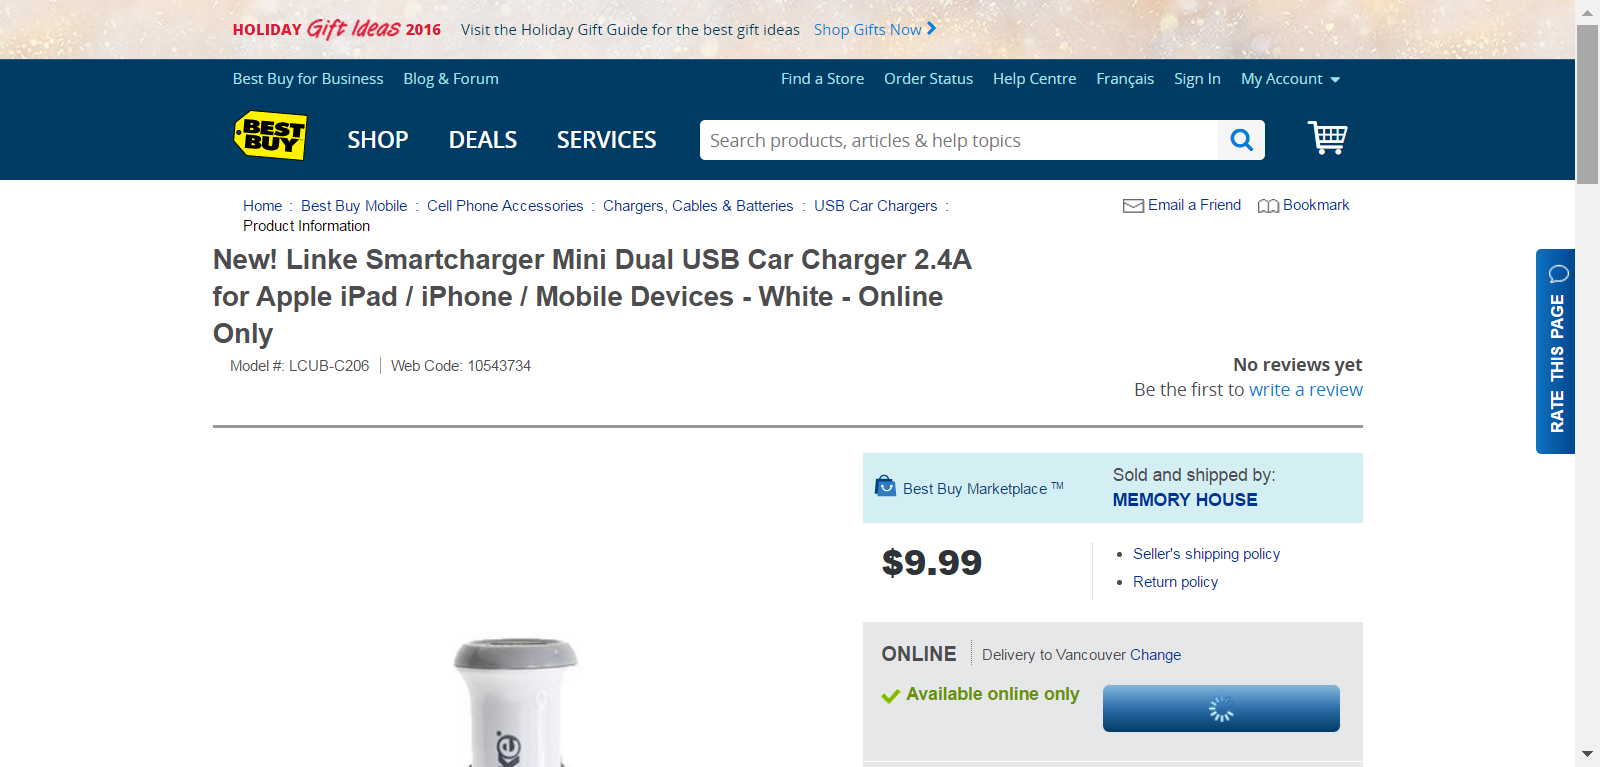 HOLIDAY Gift Ideas 2016 Visit the Holiday Gift Guide for the best gift ideas Shop Gifts Now
Best Buy for Business Blog & Forum Find a Store Order Status Help Centre Français Sign In My Account
BEST BUY SHOP DEALS SERVICES Search products, articles & help topics
Home : Best Buy Mobile : Cell Phone Accessories : Chargers, Cables & Batteries : USB Car Chargers :
Product Information
Email a Friend Bookmark
New! Linke Smartcharger Mini Dual USB Car Charger 2.4A
for Apple iPad / iPhone / Mobile Devices - White - Online
Only
Model #: LCUB-C206 Web Code: 10543734
No reviews yet
Be the first to write a review
RATE THIS PAGE
Best Buy Marketplace TM
Sold and shipped by:
MEMORY HOUSE
$9.99
Seller's shipping policy
Return policy
ONLINE Delivery to Vancouver Change
Available online only